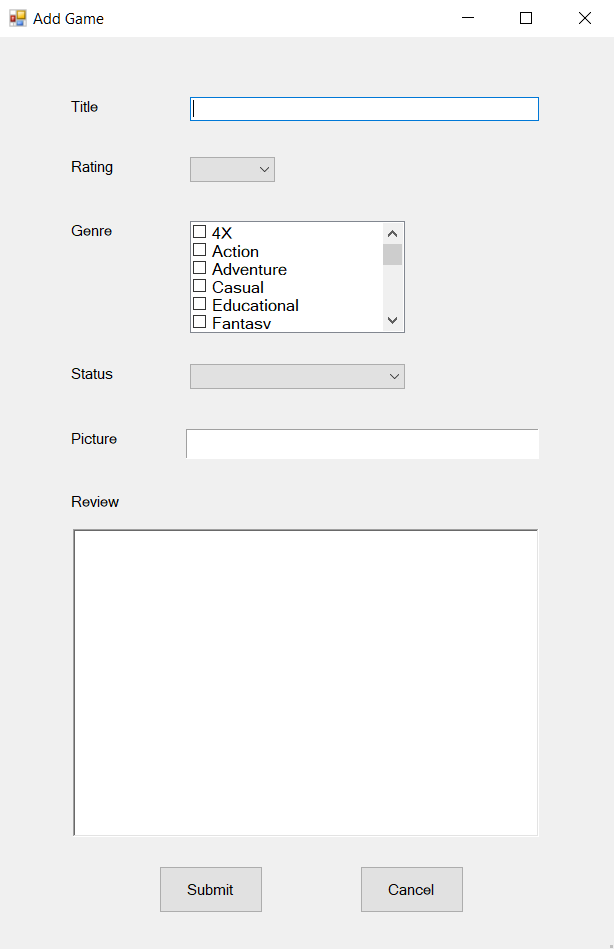 Add Game
Title
Rating
Genre
4X
Action
Adventure
Casual
Educational
Fantasy
Status
Picture
Review
Submit
Cancel